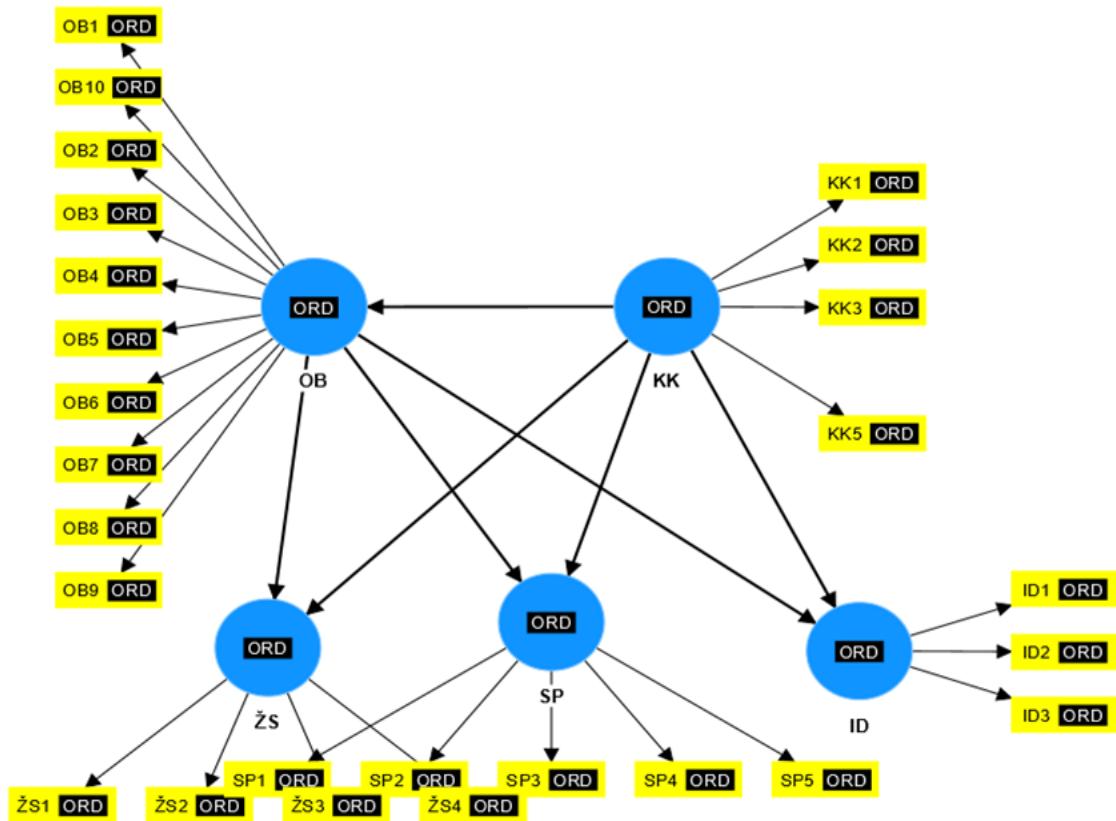 OB1 ORD
OB10 ORD
OB2 ORD
OB3 ORD
OB4 ORD
OB5 ORD
OB6 ORD
OB7 ORD
OB8 ORD
OB9 ORD
ORD
OB
ORD
KK
KK1 ORD
KK2 ORD
KK3 ORD
KK5 ORD
ORD
ŽS
ORD
SP
ORD
ID
ID1 ORD
ID2 ORD
ID3 ORD
SP1 ORD
SP2 ORD
SP3 ORD
SP4 ORD
SP5 ORD
ŽS1 ORD
ŽS2 ORD
ŽS3 ORD
ŽS4 ORD